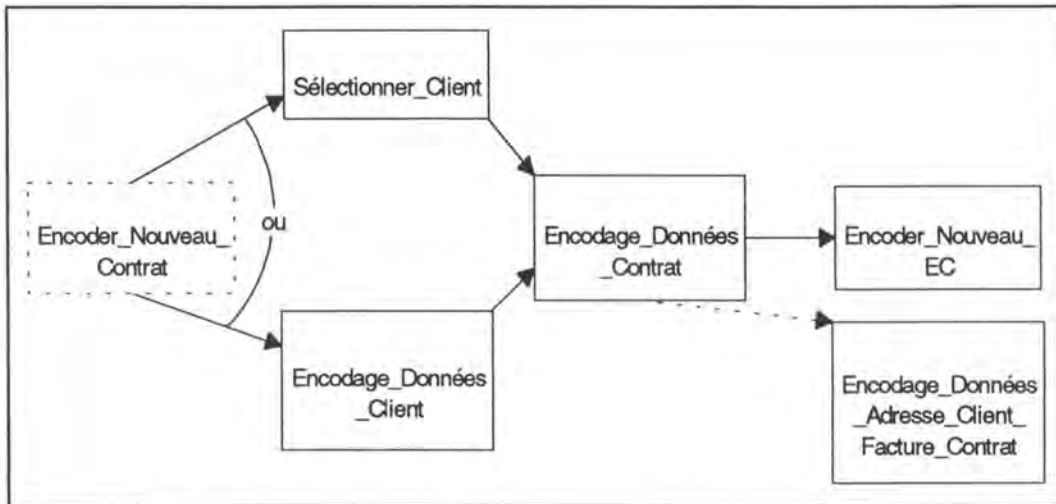 Sélectionner_Client
ou
Encoder_Nouveau_
Contrat
Encodage_Données
_Contrat
Encoder_Nouveau_
EC
Encodage_Données
_Client
Encodage_Données
_Adresse_Client_
Facture_Contrat